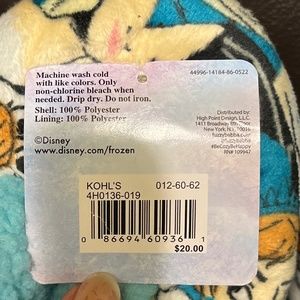 Machine wash cold
with like colors. Only
non-chlorine bleach when
needed. Drip dry. Do not iron.
Shell: 100% Polyester
Lining: 100% Polyester
©Disney
www.disney.com/frozen
44996-14184-86-0522
Distributed by:
High Point Design, LLC.
1411 Broadway 8th Floor
New York, N.Y. 10018
#BeCozyBeHappy
RN# 109947
KOHL'S 012-60-62
4H0136-019
0 86694 60936 1
$20.00